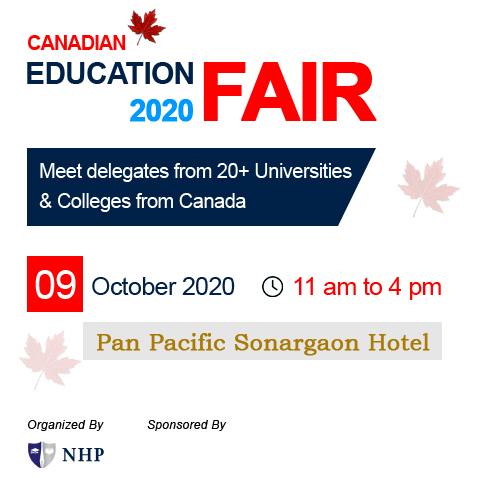 CANADIAN
EDUCATION
2020 FAIR
Meet delegates from 20+ Universities
& Colleges from Canada
09 October 2020 11 am to 4 pm
Pan Pacific Sonargaon Hotel
Organized By Sponsored By
NHP